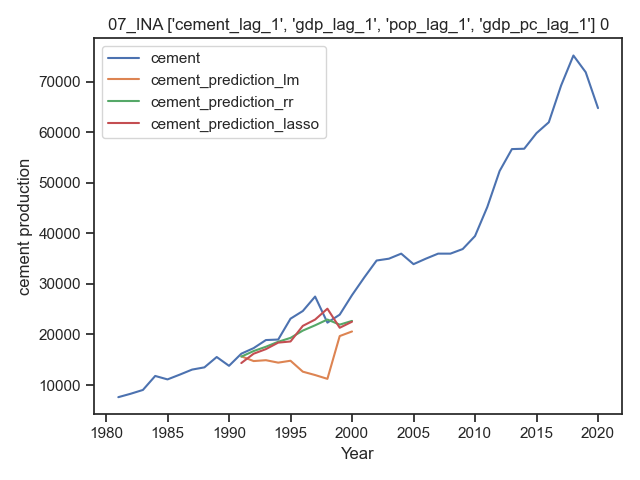 07_INA ['cement_lag_1', 'gdp_lag_1', 'pop_lag_1', 'gdp_pc_lag_1'] 0
cement
cement_prediction_lm
cement_prediction_rr
cement_prediction_lasso
cement production
70000
60000
50000
40000
30000
20000
10000
1980 1985 1990 1995 2000 2005 2010 2015 2020
Year